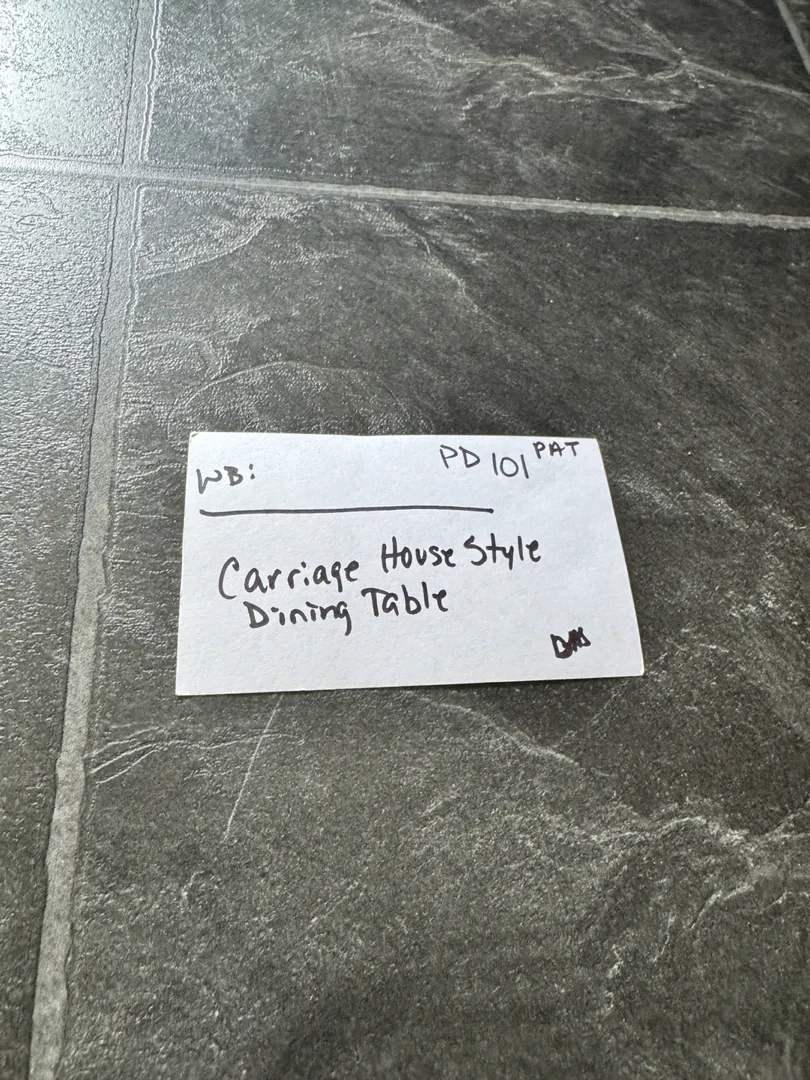 WB:
PD 101 PAT
Carriage House Style
Dining Table